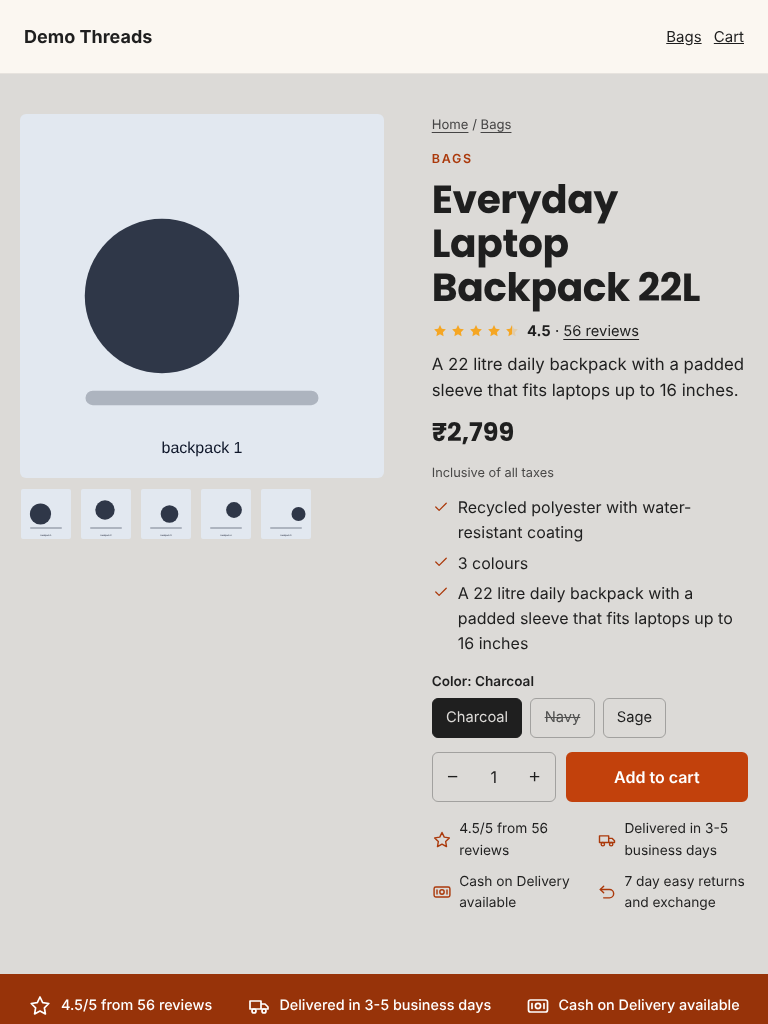 Demo Threads
Bags Cart
backpack 1
Home / Bags
BAGS
Everyday
Laptop
Backpack 22L
4.5 · 56 reviews
A 22 litre daily backpack with a padded
sleeve that fits laptops up to 16 inches.
₹2,799
Inclusive of all taxes
Recycled polyester with water-
resistant coating
3 colours
A 22 litre daily backpack with a
padded sleeve that fits laptops up to
16 inches
Color: Charcoal
Charcoal Navy Sage
− 1 + Add to cart
4.5/5 from 56
reviews
Delivered in 3-5
business days
Cash on Delivery
available
7 day easy returns
and exchange
4.5/5 from 56 reviews Delivered in 3-5 business days Cash on Delivery available